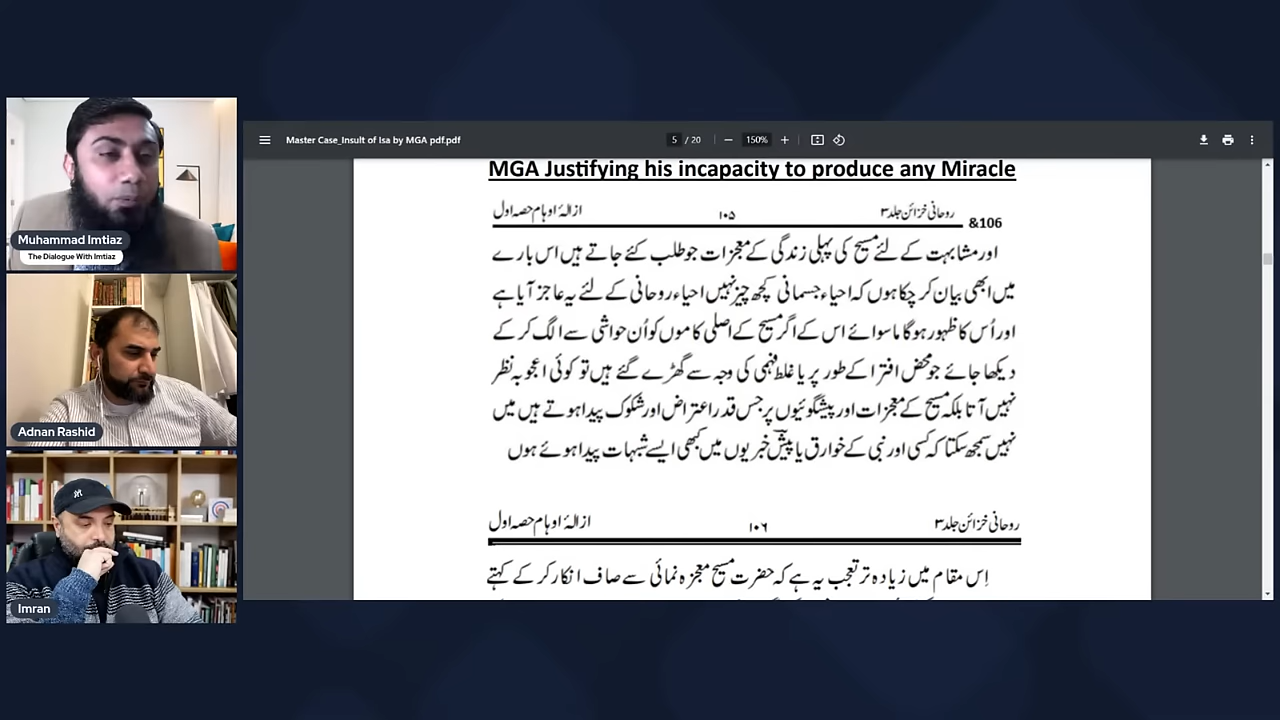 Muhammad Imtiaz
The Dialogue With Imtiaz
Adnan Rashid
Imran
Master Case_Insult of Isa by MGA pdf.pdf
5 / 20
150%
MGA Justifying his incapacity to produce any Miracle
روحانی خزائن جلد ۳ ۱۰۵ ازالۂ اوہام حصہ اول
&106
اور مشابہت کے لئے مسیح کی پہلی زندگی کے معجزات جو طلب کئے جاتے ہیں اس بارے
میں ابھی بیان کر چکا ہوں کہ احیاء جسمانی کچھ چیز نہیں احیاء روحانی کے لئے یہ عاجز آیا ہے
اور اُس کا ظہور ہوگا ماسوائے اس کے اگر مسیح کے اصلی کاموں کو اُن حواشی سے الگ کر کے
دیکھا جائے جو محض افترا کے طور پر یا غلط فہمی کی وجہ سے گھڑے گئے ہیں تو کوئی اعجوبہ نظر
نہیں آتا بلکہ مسیح کے معجزات اور پیشگوئیوں پر جس قدر اعتراض اور شکوک پیدا ہوتے ہیں میں
نہیں سمجھ سکتا کہ کسی اور نبی کے خوارق یا پیش خبریوں میں کبھی ایسے شبہات پیدا ہوئے ہوں
روحانی خزائن جلد ۳ ۱۰۶ ازالۂ اوہام حصہ اول
اِس مقام میں زیادہ تر تعجب یہ ہے کہ حضرت مسیح معجزہ نمائی سے صاف انکار کر کے کہتے